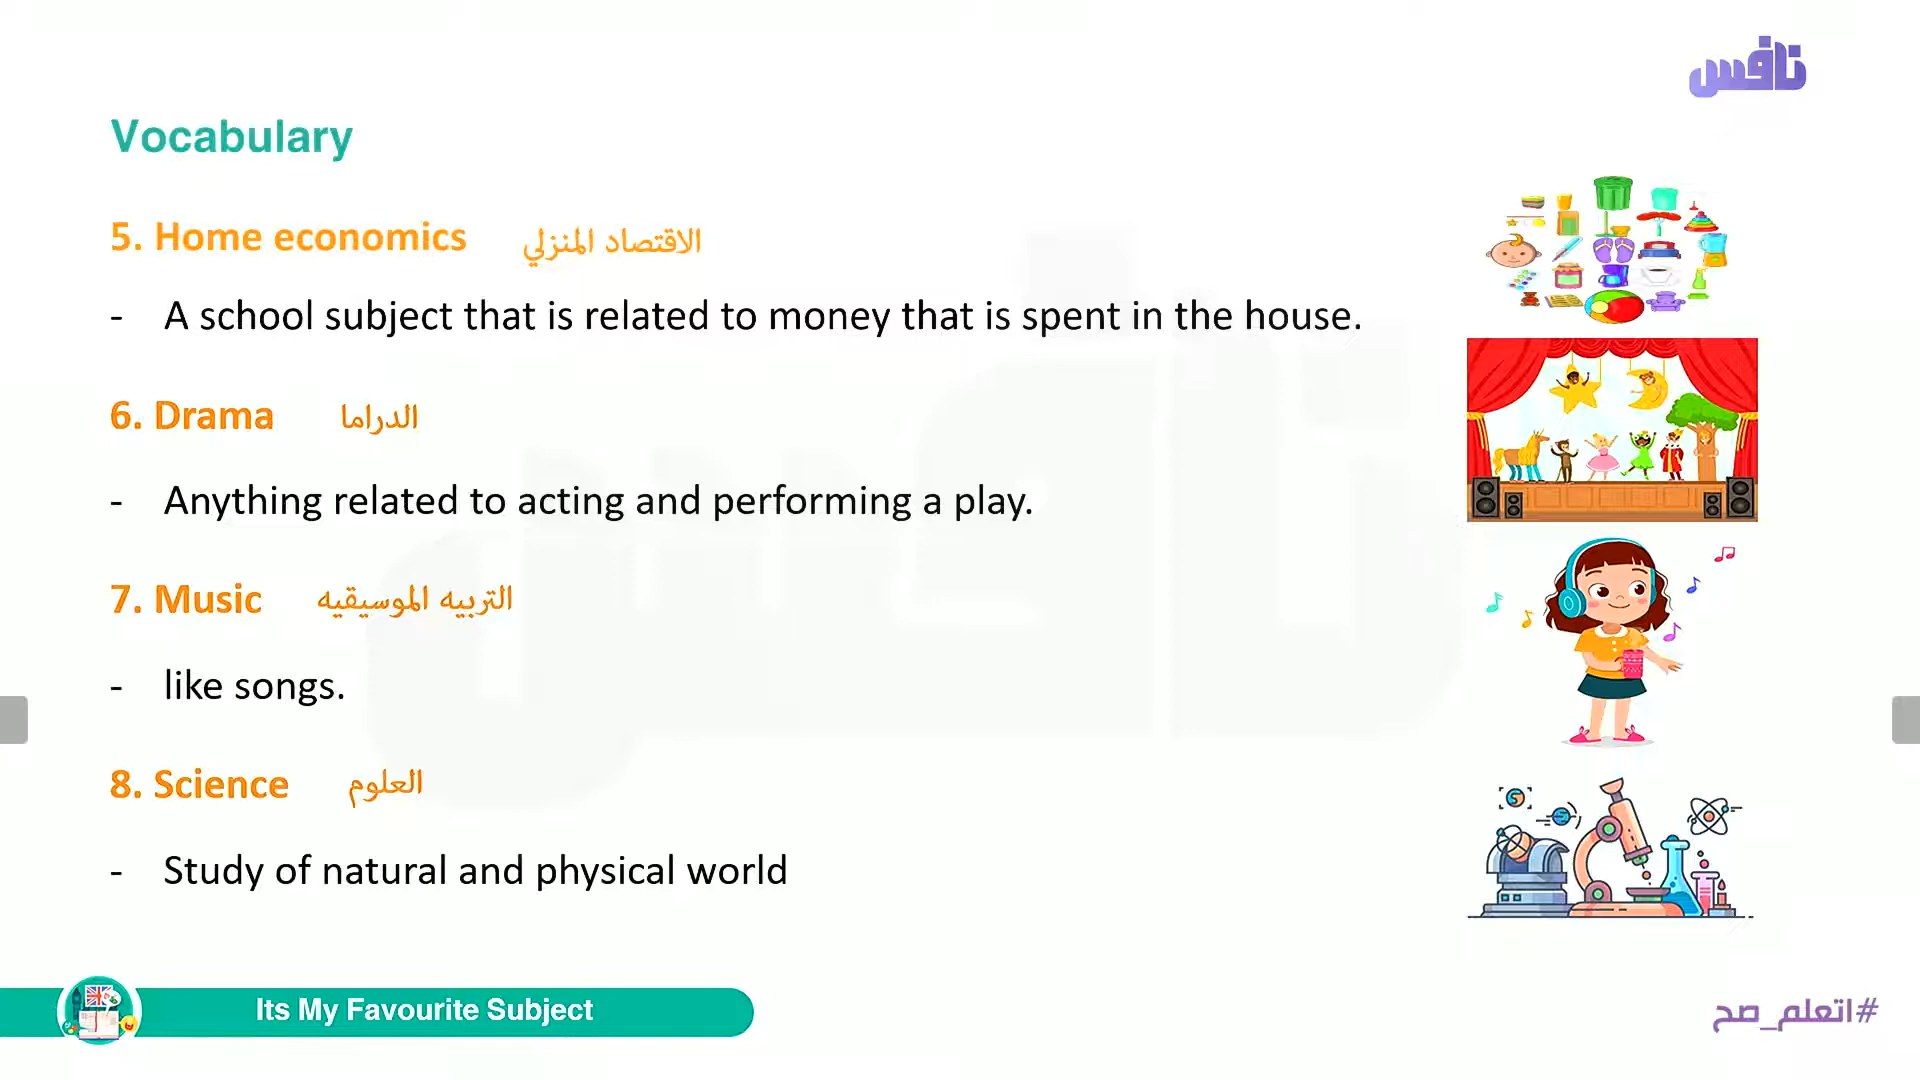 نافس
Vocabulary
5. Home economics الاقتصاد المنزلي
- A school subject that is related to money that is spent in the house.
6. Drama الدراما
- Anything related to acting and performing a play.
7. Music التربيه الموسيقيه
- like songs.
8. Science العلوم
- Study of natural and physical world
Its My Favourite Subject
#اتعلم_صح